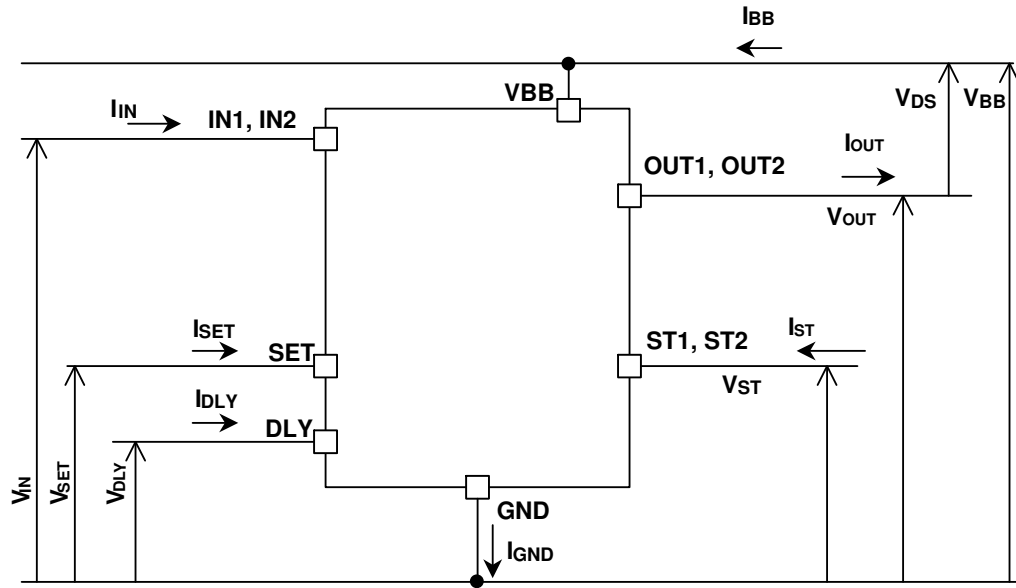 IBB
VBB
VDS
VBB
IIN
IN1, IN2
IOUT
OUT1, OUT2
VOUT
ISET
SET
IST
ST1, ST2
VST
IDLY
DLY
VIN
VSET
VDLY
GND
IGND